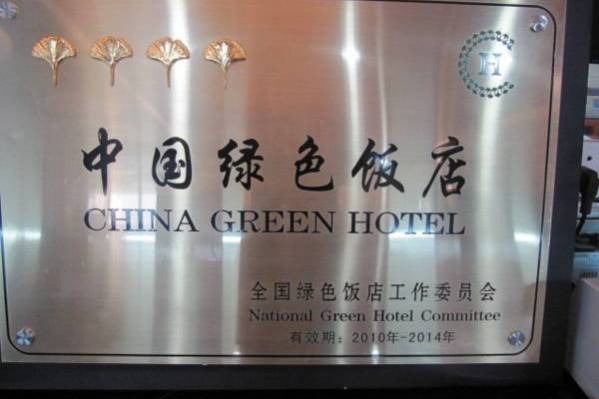 H
中国绿色饭店
CHINA GREEN HOTEL
全国绿色饭店工作委员会
National Green Hotel Committee
有效期：2010年-2014年